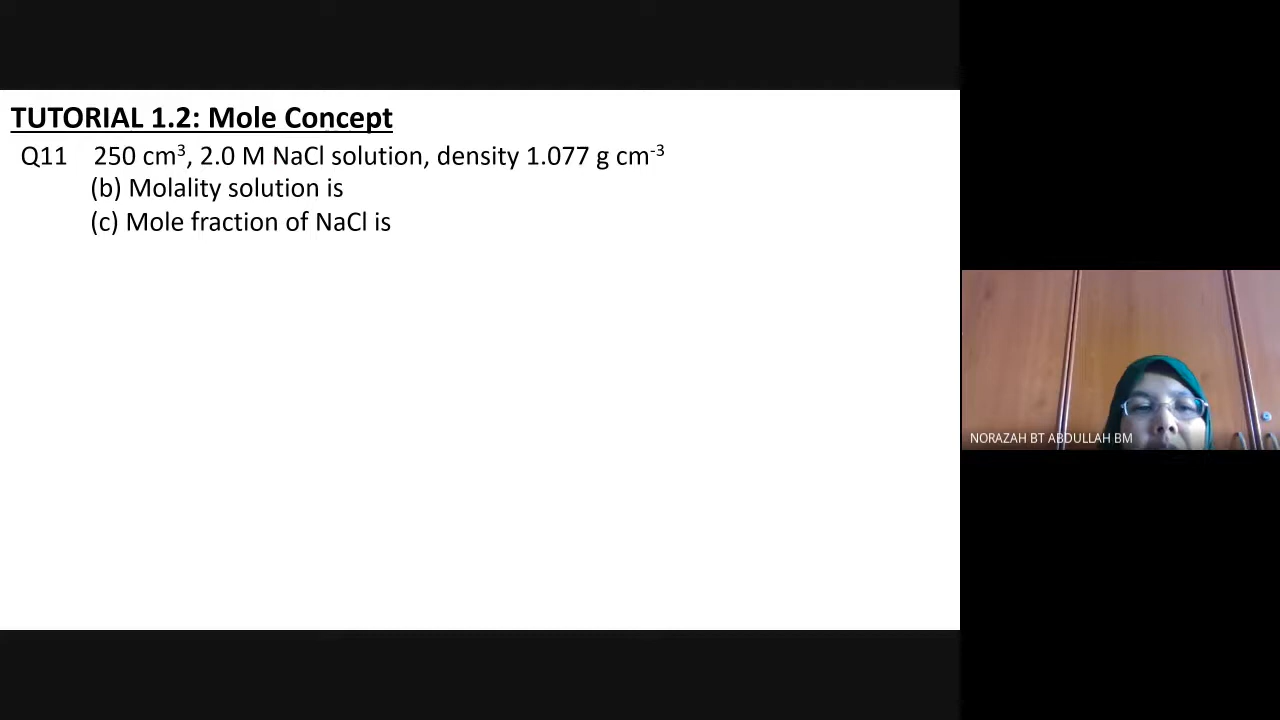 TUTORIAL 1.2: Mole Concept
Q11 250 cm³, 2.0 M NaCl solution, density 1.077 g cm⁻³
(b) Molality solution is
(c) Mole fraction of NaCl is
NORAZAH BT ABDULLAH BM